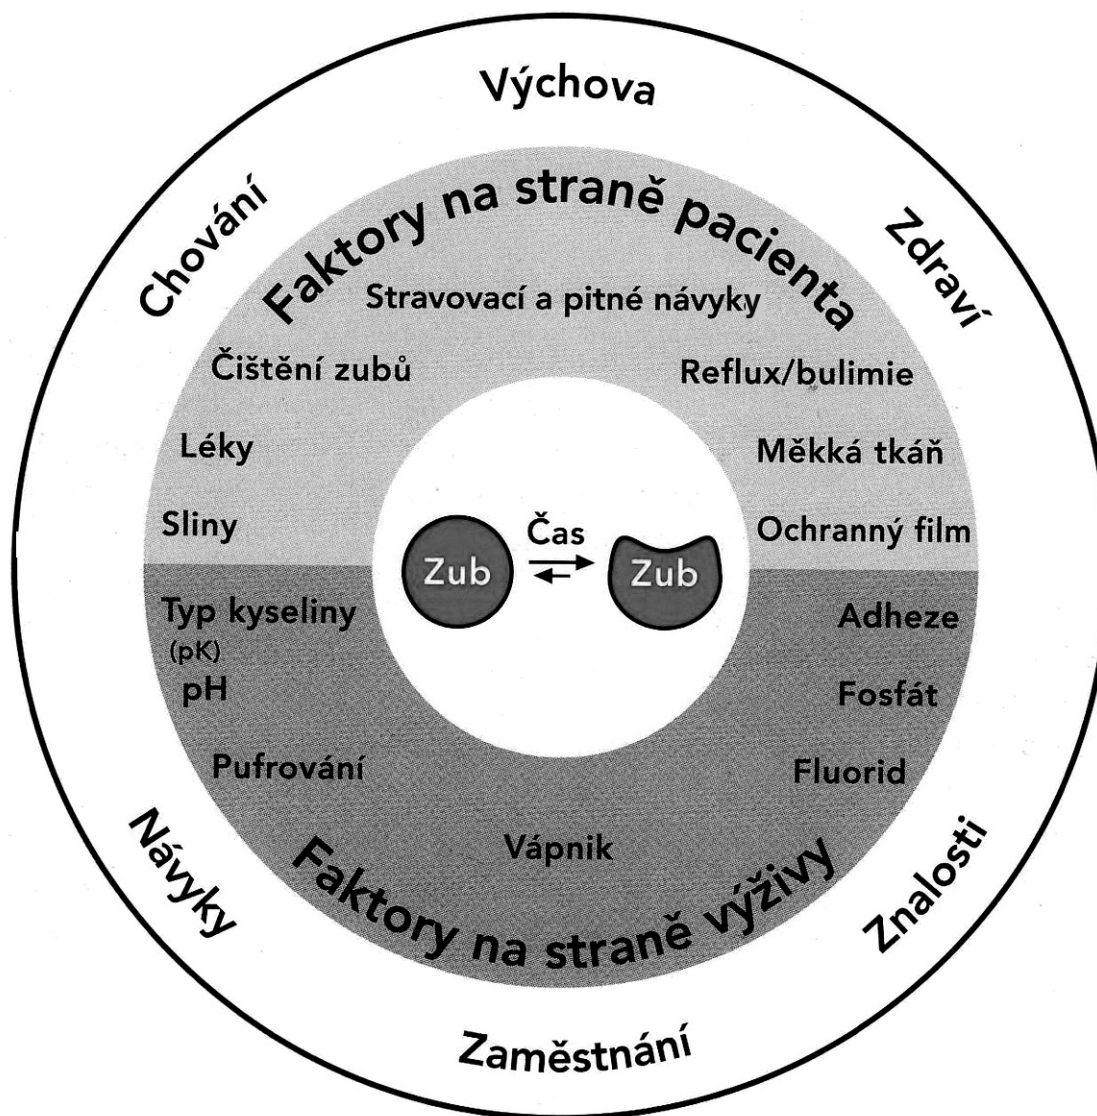 Výchova
Chování
Zdraví
Faktory na straně pacienta
Stravovací a pitné návyky
Čištění zubů
Reflux/bulimie
Léky
Měkká tkáň
Sliny
Ochranný film
Čas
Zub
Zub
Typ kyseliny
(pK)
Adheze
pH
Fosfát
Pufrování
Fluorid
Vápnik
Faktory na straně výživy
Návyky
Znalosti
Zaměstnání